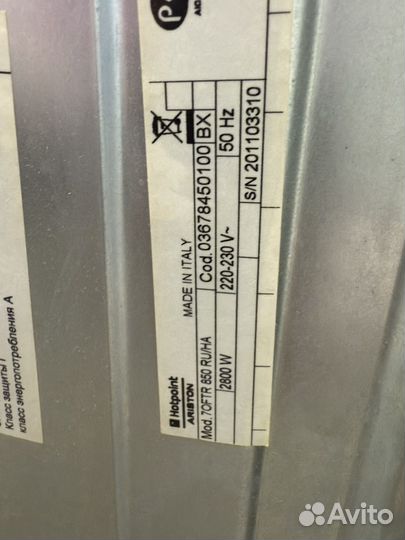 Класс защиты I
класс энергопотребления A
Hotpoint
ARISTON
MADE IN ITALY
Mod.7OFTR 850 RU/HA
Cod.03678450100
BX
2800 W
220-230 V~
50 Hz
S/N 201103310
Avito